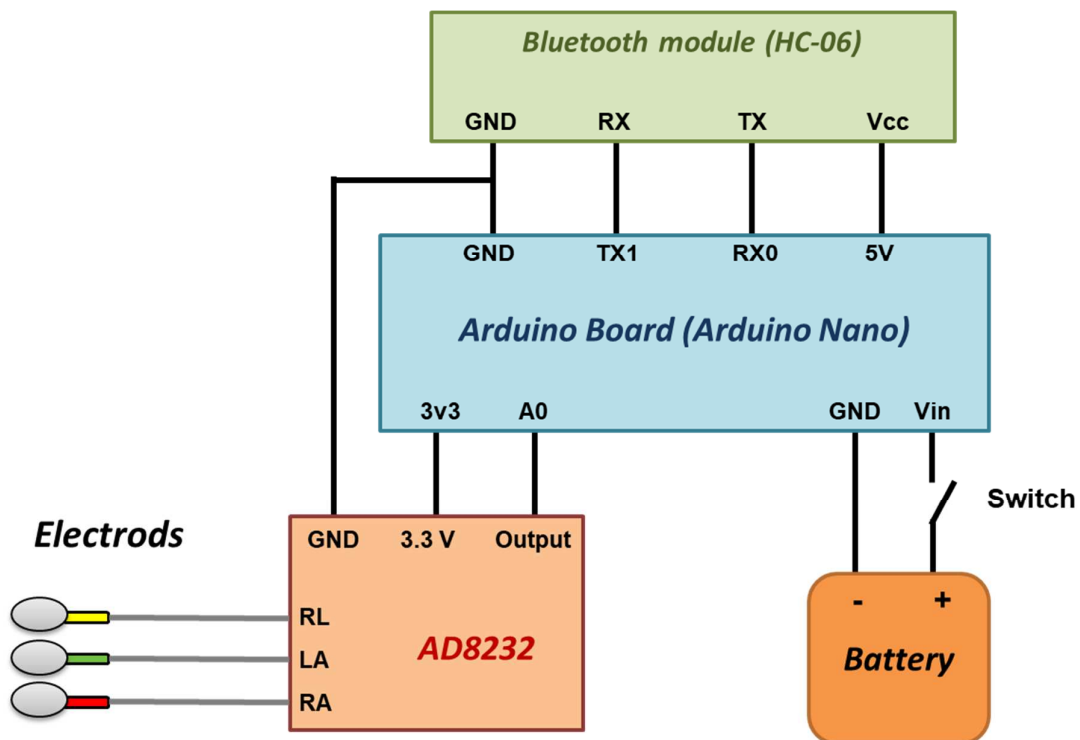 Bluetooth module (HC-06)
GND RX TX Vcc
GND TX1 RX0 5V
Arduino Board (Arduino Nano)
3v3 A0 GND Vin
Switch
Electrods
GND 3.3 V Output
RL
LA
RA
AD8232
- +
Battery